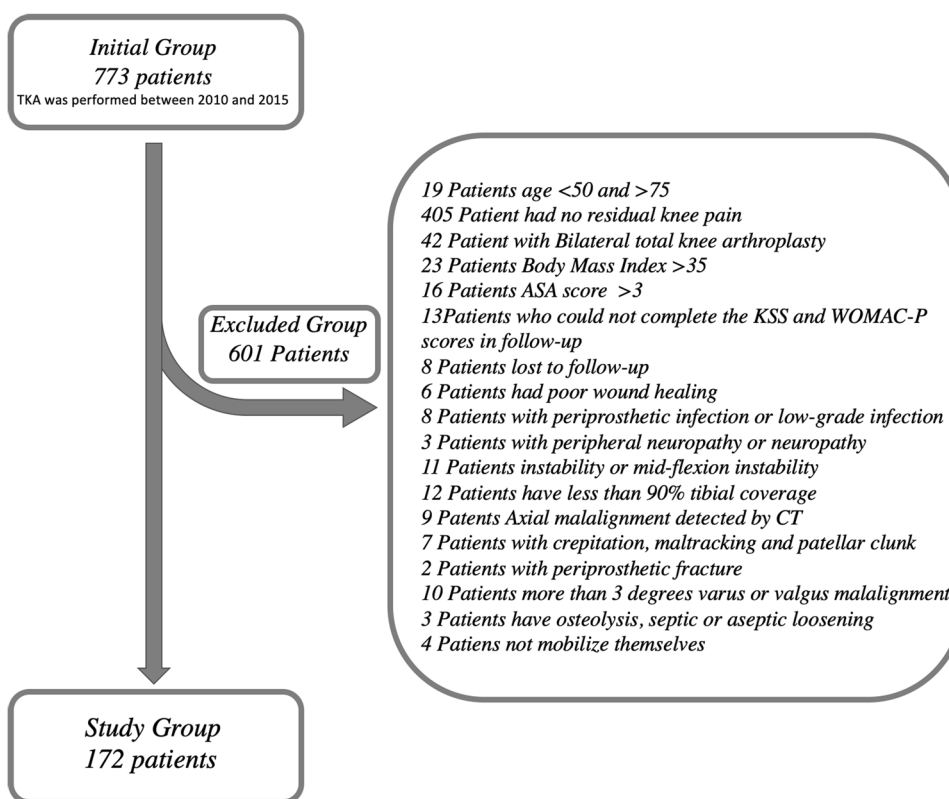 Initial Group
773 patients
TKA was performed between 2010 and 2015
19 Patients age <50 and >75
405 Patient had no residual knee pain
42 Patient with Bilateral total knee arthroplasty
23 Patients Body Mass Index >35
16 Patients ASA score  >3
13Patients who could not complete the KSS and WOMAC-P
scores in follow-up
8 Patients lost to follow-up
6 Patients had poor wound healing
8 Patients with periprosthetic infection or low-grade infection
3 Patients with peripheral neuropathy or neuropathy
11 Patients instability or mid-flexion instability
12 Patients have less than 90% tibial coverage
9 Patents Axial malalignment detected by CT
7 Patients with crepitation, maltracking and patellar clunk
2 Patients with periprosthetic fracture
10 Patients more than 3 degrees varus or valgus malalignment
3 Patients have osteolysis, septic or aseptic loosening
4 Patiens not mobilize themselves
Excluded Group
601 Patients
Study Group
172 patients